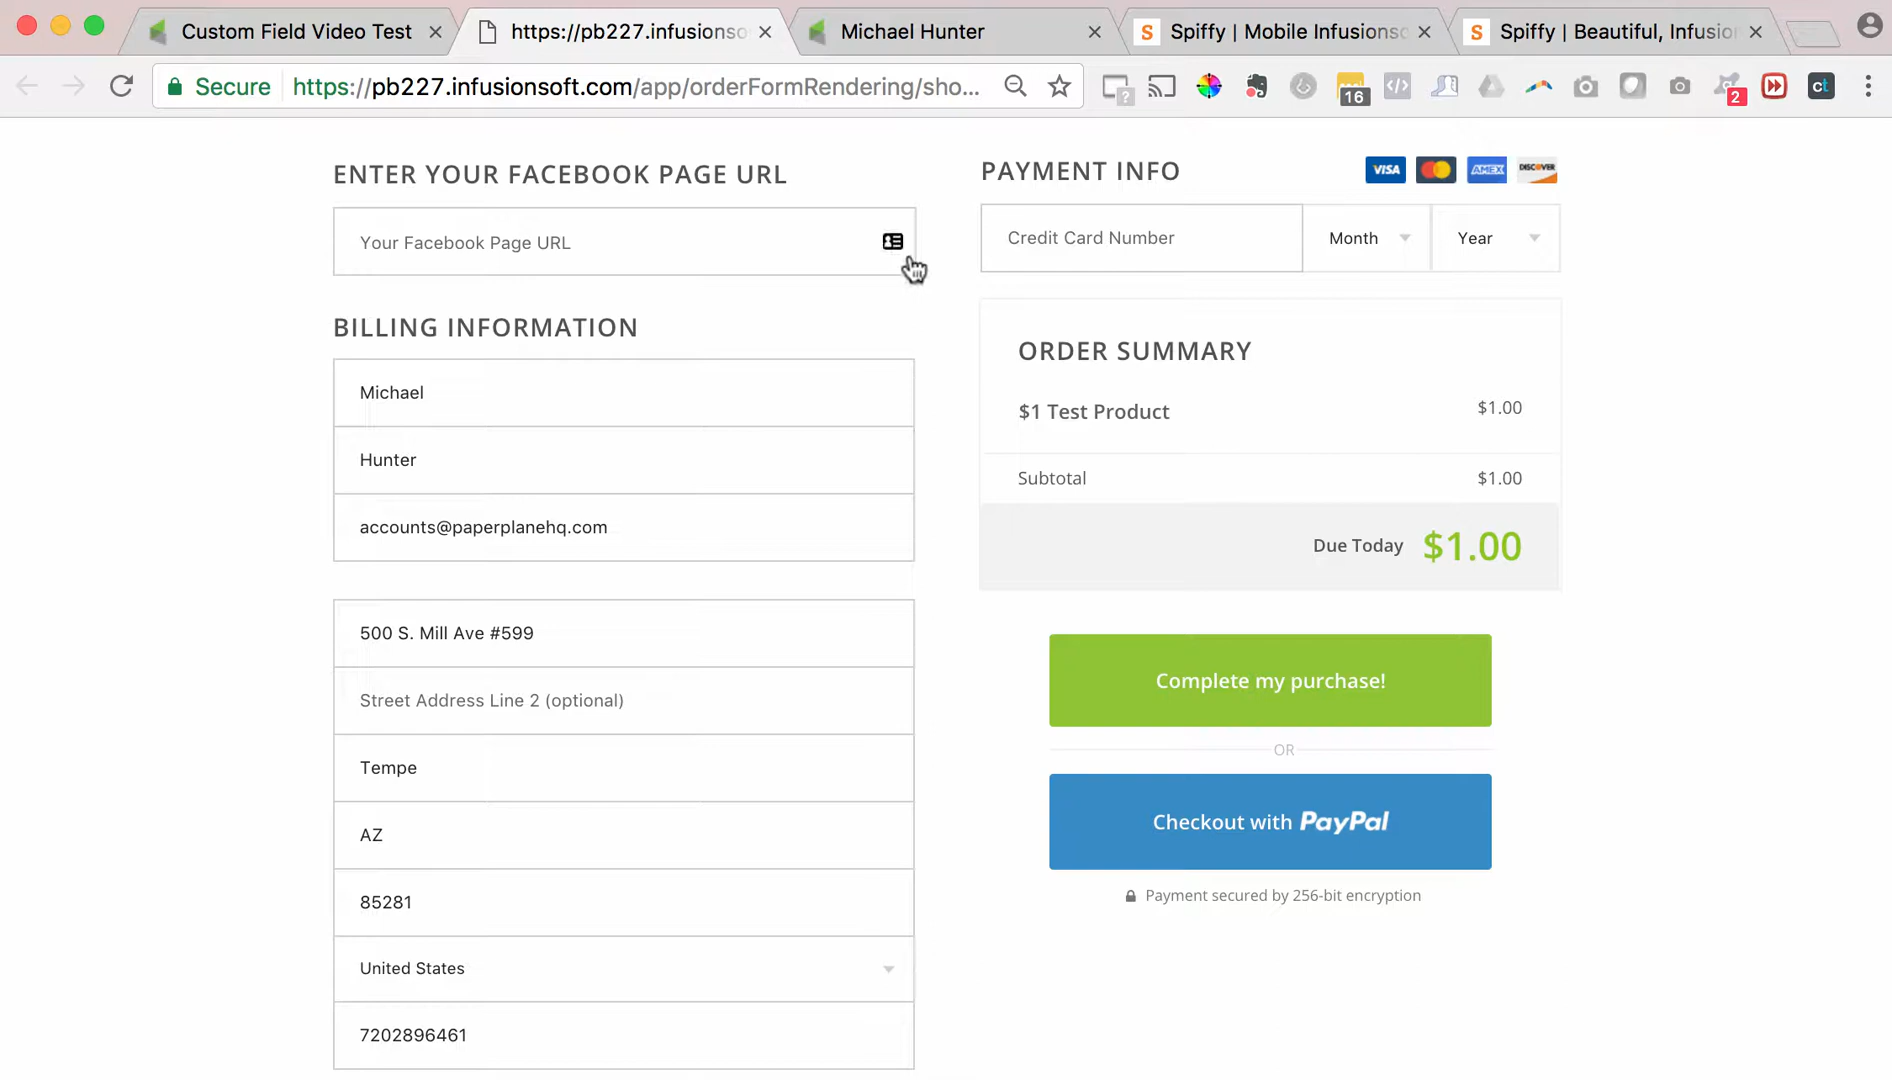 Custom Field Video Test
https://pb227.infusionso
Michael Hunter
Spiffy | Mobile Infusionso
Spiffy | Beautiful, Infusion
Secure
https://pb227.infusionsoft.com/app/orderFormRendering/sho...
?
16
2
ct
ENTER YOUR FACEBOOK PAGE URL
Your Facebook Page URL
BILLING INFORMATION
Michael
Hunter
accounts@paperplanehq.com
500 S. Mill Ave #599
Street Address Line 2 (optional)
Tempe
AZ
85281
United States
7202896461
PAYMENT INFO
VISA
AMEX
DISCOVER
Credit Card Number
Month
Year
ORDER SUMMARY
$1 Test Product $1.00
Subtotal $1.00
Due Today $1.00
Complete my purchase!
OR
Checkout with PayPal
Payment secured by 256-bit encryption